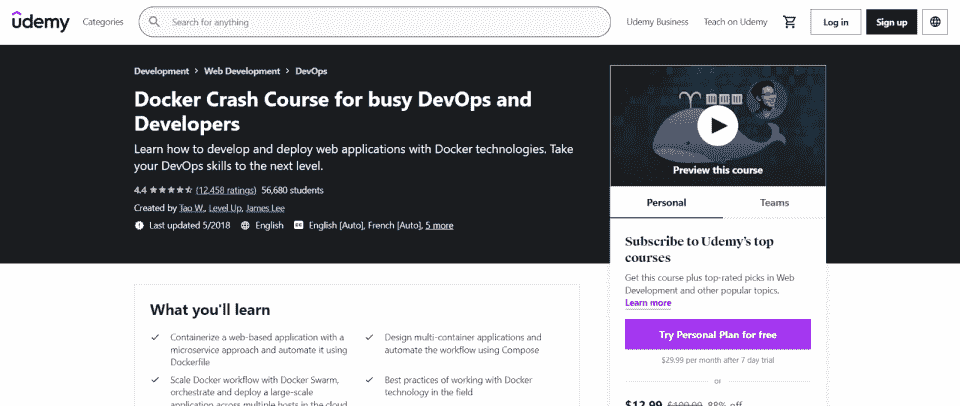 ûdemy Categories Search for anything Udemy Business Teach on Udemy Log in Sign up
Development > Web Development > DevOps
Docker Crash Course for busy DevOps and
Developers
Learn how to develop and deploy web applications with Docker technologies. Take
your DevOps skills to the next level.
4.4 (12,458 ratings) 56,680 students
Created by Tao W., Level Up, James Lee
Last updated 5/2018 English English [Auto], French [Auto], 5 more
Preview this course
Personal Teams
Subscribe to Udemy's top
courses
Get this course plus top-rated picks in Web
Development and other popular topics.
Learn more
Try Personal Plan for free
$29.99 per month after 7 day trial
or
$12.99 $109.99 88% off
What you'll learn
Containerize a web-based application with a
microservice approach and automate it using
Dockerfile
Design multi-container applications and
automate the workflow using Compose
Scale Docker workflow with Docker Swarm,
orchestrate and deploy a large-scale
application across multiple hosts in the cloud
Best practices of working with Docker
technology in the field